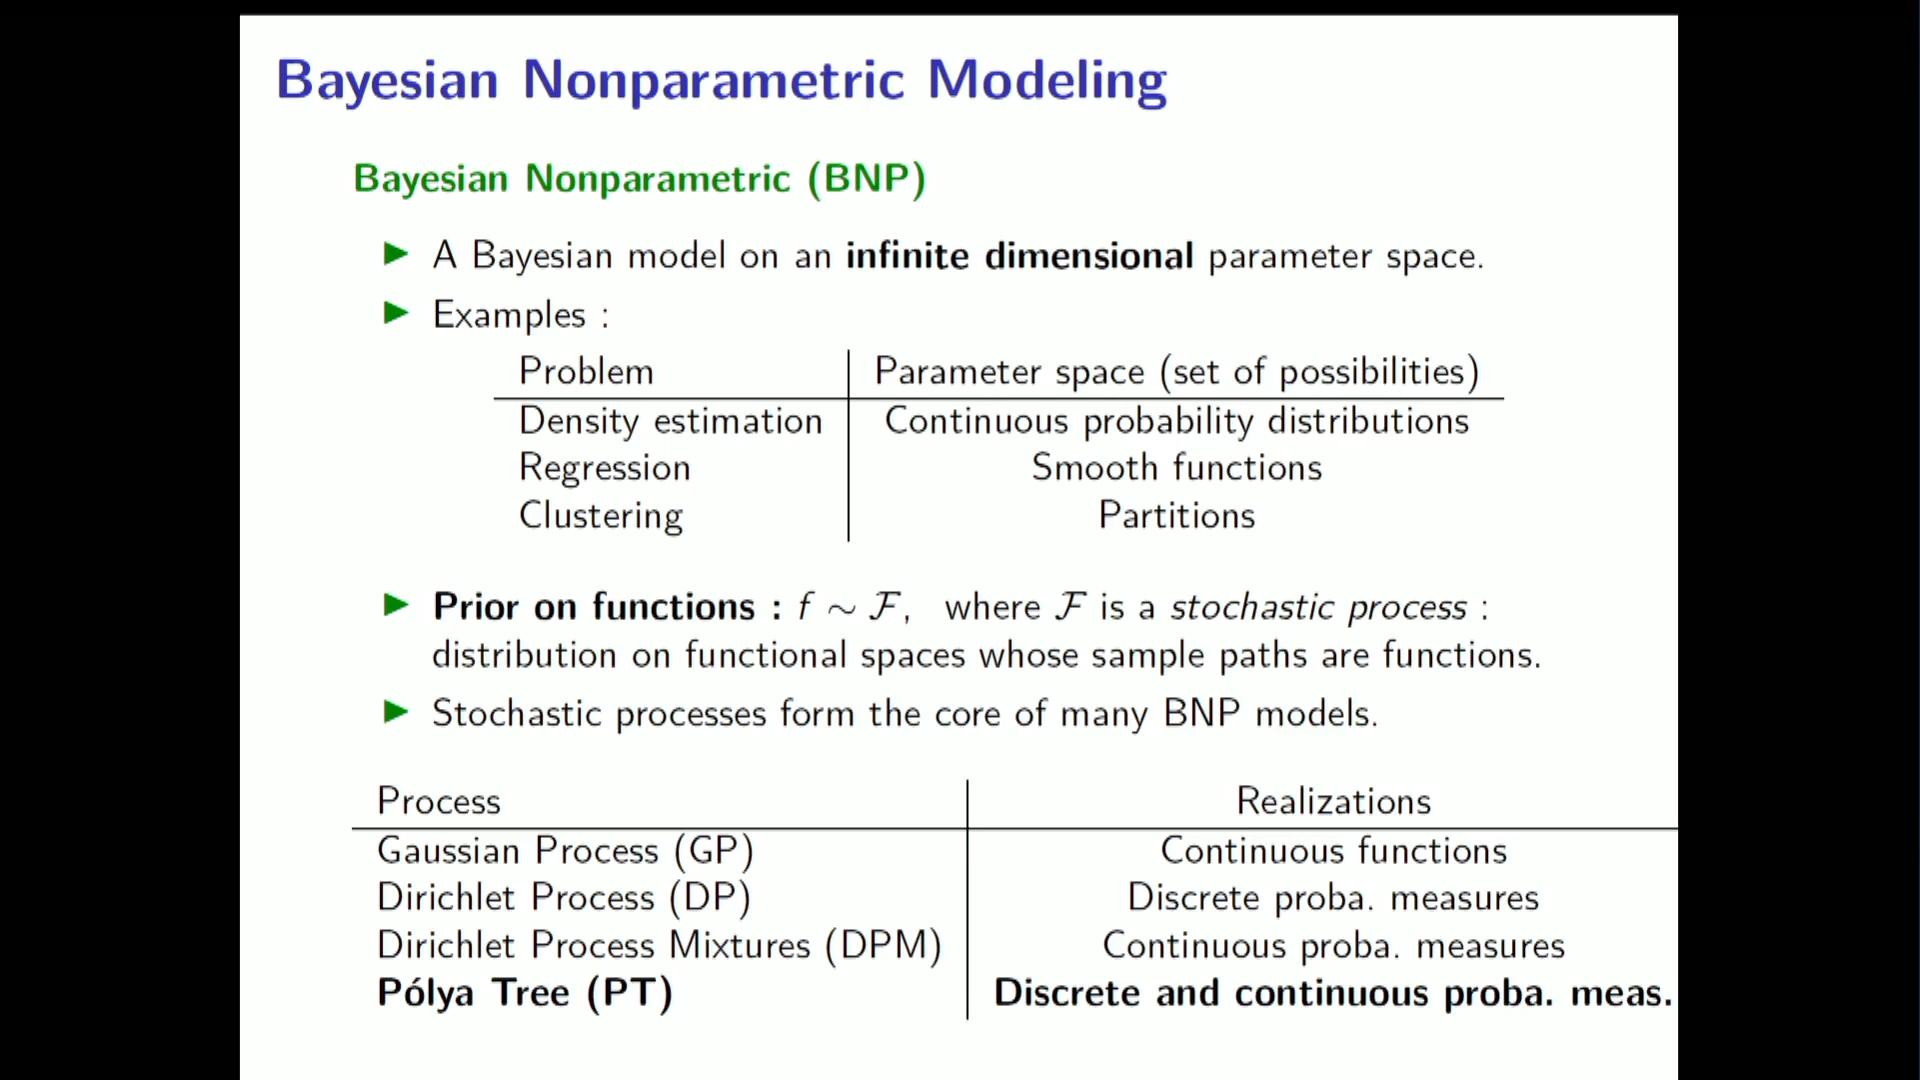 Bayesian Nonparametric Modeling
Bayesian Nonparametric (BNP)
▶ A Bayesian model on an infinite dimensional parameter space.
▶ Examples :
Problem | Parameter space (set of possibilities)
Density estimation | Continuous probability distributions
Regression | Smooth functions
Clustering | Partitions
▶ Prior on functions : f ∼ ℱ, where ℱ is a stochastic process :
distribution on functional spaces whose sample paths are functions.
▶ Stochastic processes form the core of many BNP models.
Process | Realizations
Gaussian Process (GP) | Continuous functions
Dirichlet Process (DP) | Discrete proba. measures
Dirichlet Process Mixtures (DPM) | Continuous proba. measures
Pólya Tree (PT) | Discrete and continuous proba. meas.